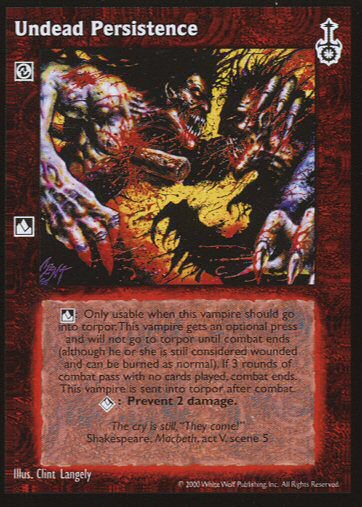 Undead Persistence
: Only usable when this vampire should go
into torpor. This vampire gets an optional press
and will not go to torpor until combat ends
(although he or she is still considered wounded
and can be burned as normal). If 3 rounds of
combat pass with no cards played, combat ends.
This vampire is sent into torpor after combat.
: Prevent 2 damage.
The cry is still, "They come!"
Shakespeare, Macbeth, act V, scene 5
Illus. Clint Langely
© 2000 White Wolf Publishing, Inc. All Rights Reserved.